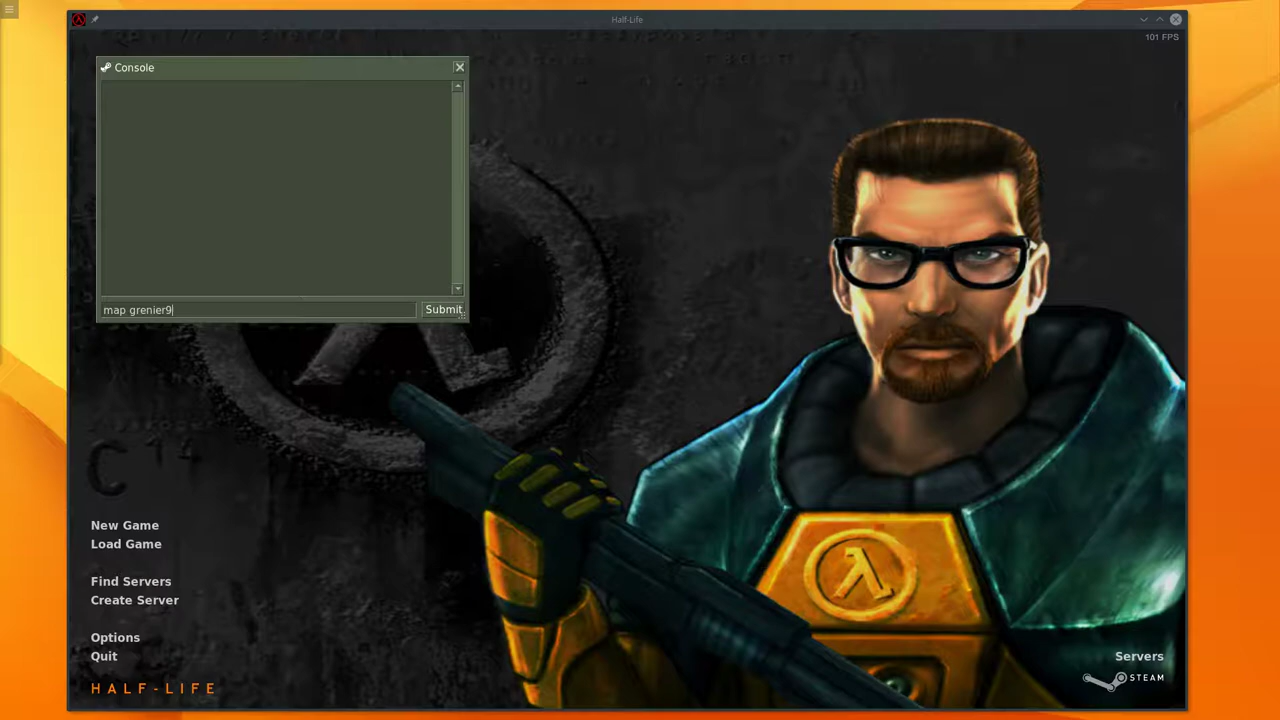 Half-Life
101 FPS
Console
map grenier9
Submit
C14
New Game
Load Game
Find Servers
Create Server
Options
Quit
Servers
STEAM
HALF-LIFE